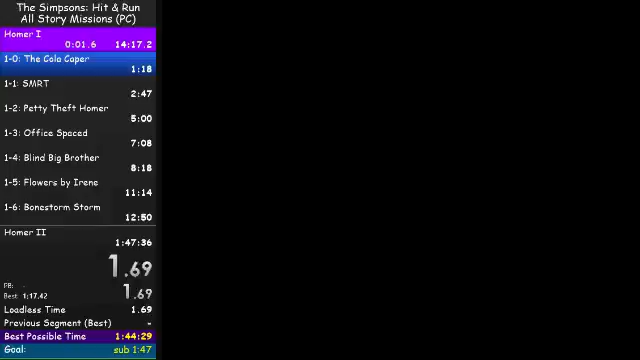 The Simpsons: Hit & Run
All Story Missions (PC)
Homer I
0:01.6 14:17.2
1-0: The Cola Caper
1:18
1-1: SMRT
2:47
1-2: Petty Theft Homer
5:00
1-3: Office Spaced
7:08
1-4: Blind Big Brother
8:18
1-5: Flowers by Irene
11:14
1-6: Bonestorm Storm
12:50
Homer II
1:47:36
1.69
PB: -
Best: 1:17.42 1.69
Loadless Time 1.69
Previous Segment (Best) -
Best Possible Time 1:44:29
Goal: sub 1:47